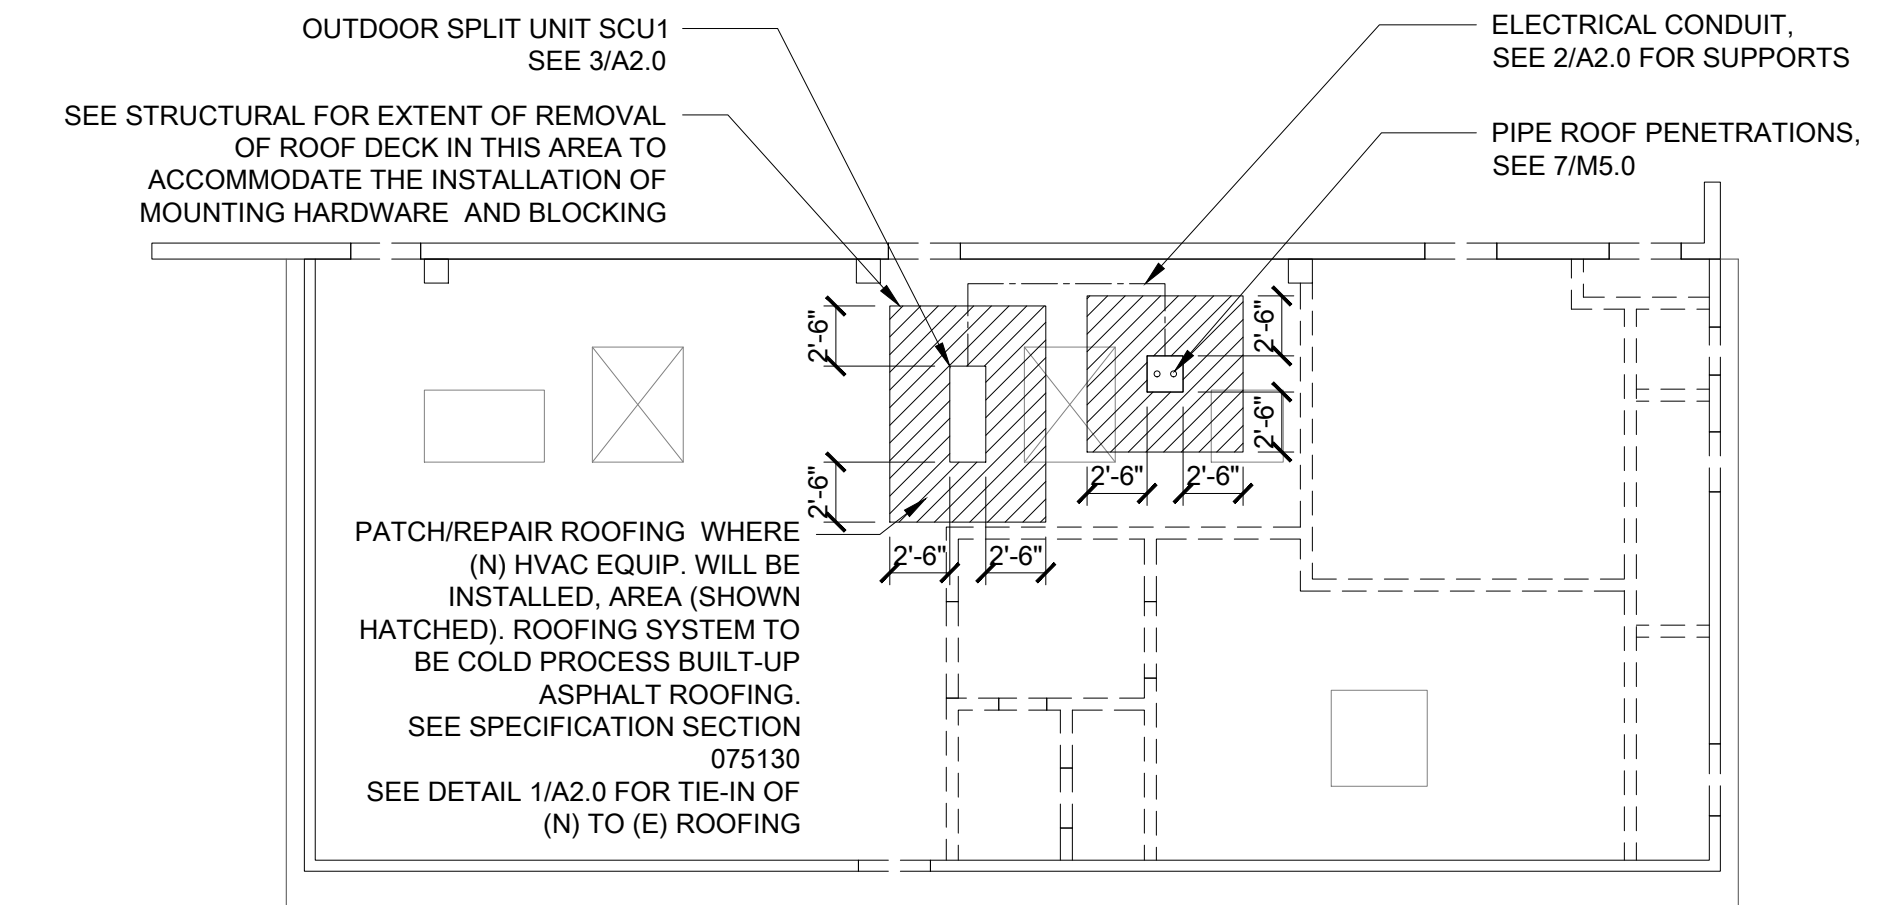 OUTDOOR SPLIT UNIT SCU1
SEE 3/A2.0
SEE STRUCTURAL FOR EXTENT OF REMOVAL
OF ROOF DECK IN THIS AREA TO
ACCOMMODATE THE INSTALLATION OF
MOUNTING HARDWARE AND BLOCKING
ELECTRICAL CONDUIT,
SEE 2/A2.0 FOR SUPPORTS
PIPE ROOF PENETRATIONS,
SEE 7/M5.0
2'-6"
2'-6"
2'-6"
2'-6"
2'-6"
2'-6"
2'-6"
2'-6"
PATCH/REPAIR ROOFING WHERE
(N) HVAC EQUIP. WILL BE
INSTALLED, AREA (SHOWN
HATCHED). ROOFING SYSTEM TO
BE COLD PROCESS BUILT-UP
ASPHALT ROOFING.
SEE SPECIFICATION SECTION
075130
SEE DETAIL 1/A2.0 FOR TIE-IN OF
(N) TO (E) ROOFING